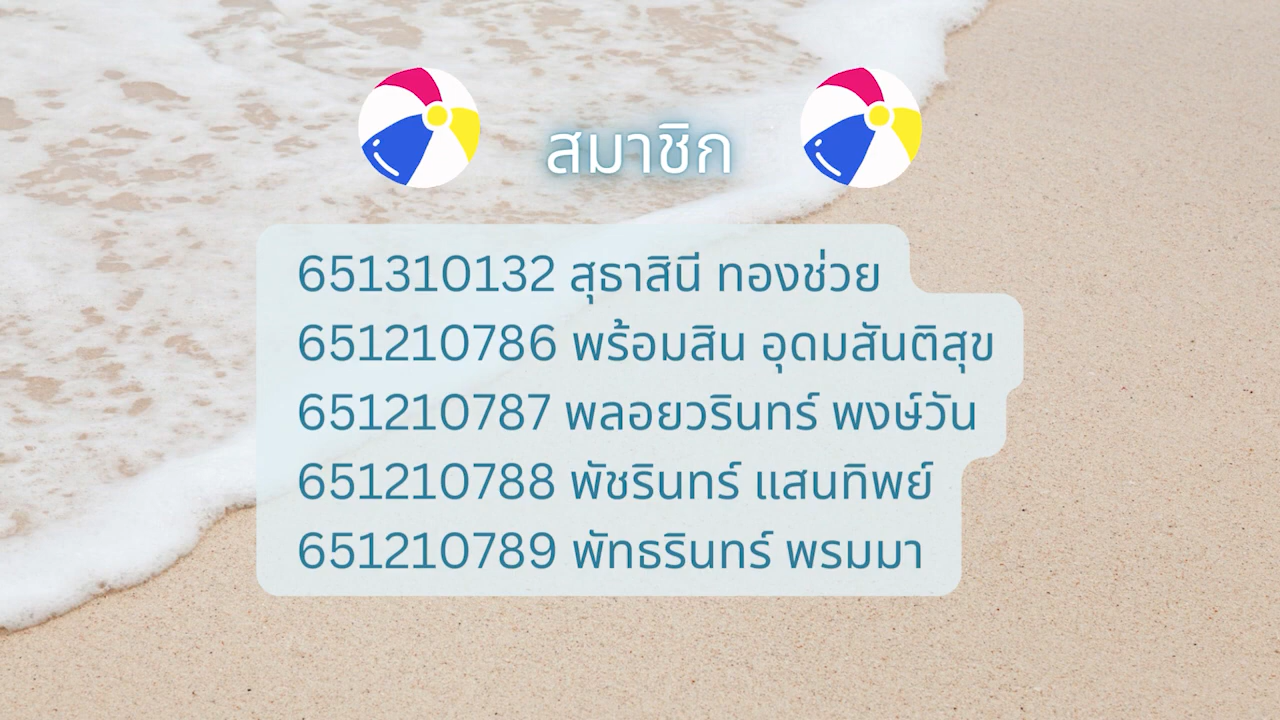 สมาชิก
651310132 สุธาสินี ทองช่วย
651210786 พร้อมสิน อุดมสันติสุข
651210787 พลอยวรินทร์ พงษ์วัน
651210788 พัชรินทร์ แสนทิพย์
651210789 พัทธรินทร์ พรมมา